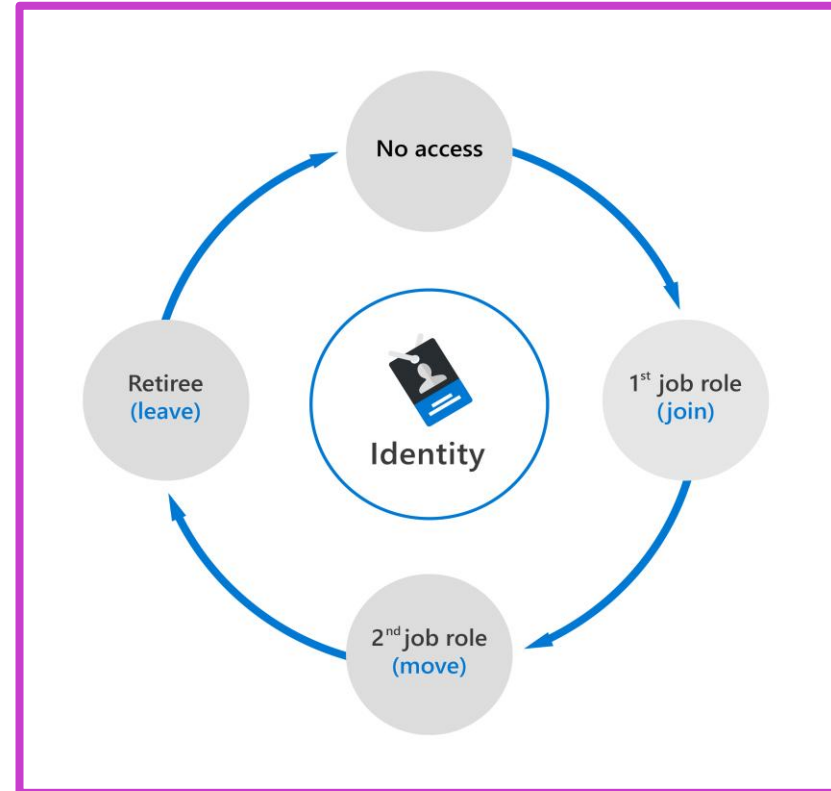 No access
1st job role
(join)
2nd job role
(move)
Retiree
(leave)
Identity